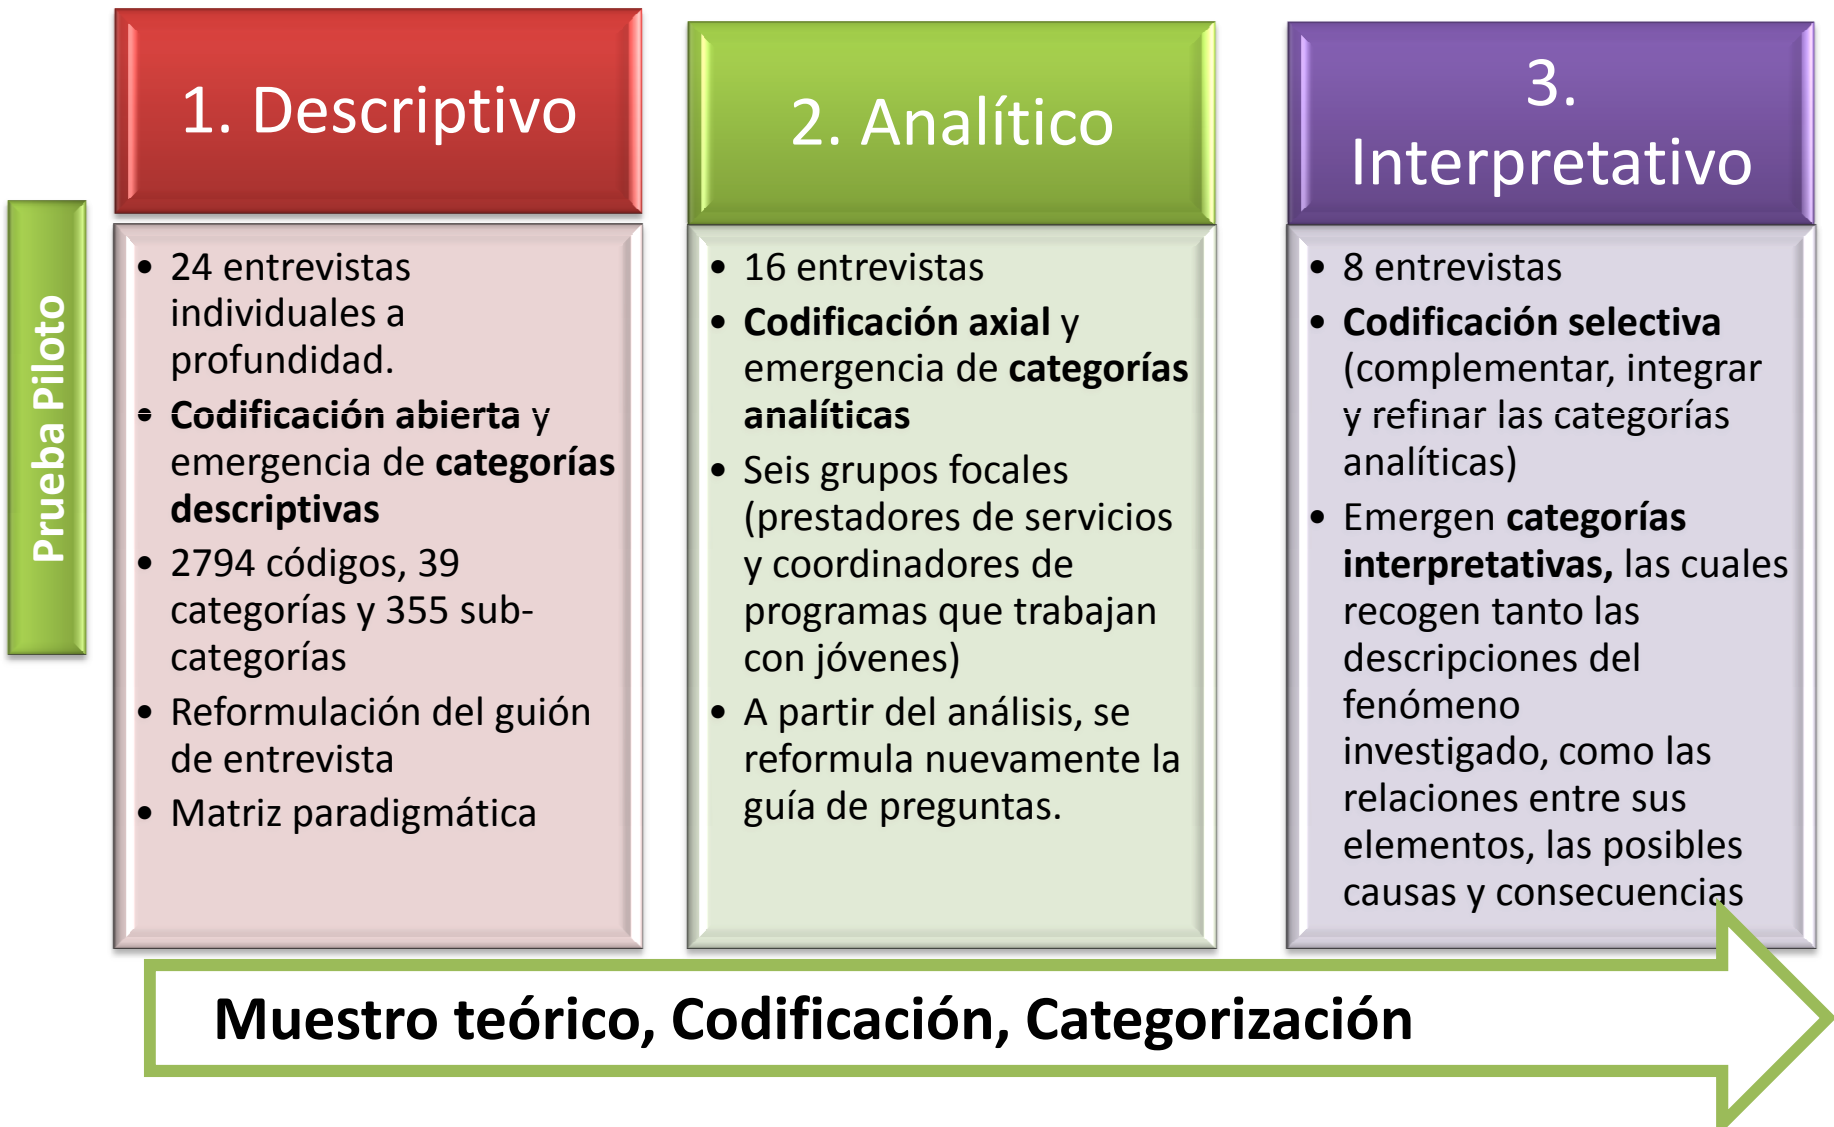 Prueba Piloto
1. Descriptivo
• 24 entrevistas
individuales a
profundidad.
• Codificación abierta y
emergencia de categorías
descriptivas
• 2794 códigos, 39
categorías y 355 sub-
categorías
• Reformulación del guión
de entrevista
• Matriz paradigmática
2. Analítico
• 16 entrevistas
• Codificación axial y
emergencia de categorías
analíticas
• Seis grupos focales
(prestadores de servicios
y coordinadores de
programas que trabajan
con jóvenes)
• A partir del análisis, se
reformula nuevamente la
guía de preguntas.
3.
Interpretativo
• 8 entrevistas
• Codificación selectiva
(complementar, integrar
y refinar las categorías
analíticas)
• Emergen categorías
interpretativas, las cuales
recogen tanto las
descripciones del
fenómeno
investigado, como las
relaciones entre sus
elementos, las posibles
causas y consecuencias
Muestro teórico, Codificación, Categorización